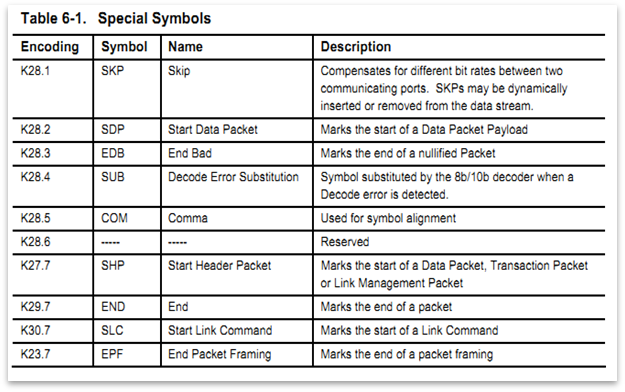 Table 6-1. Special Symbols
Encoding Symbol Name Description
K28.1 SKP Skip Compensates for different bit rates between two
communicating ports. SKPs may be dynamically
inserted or removed from the data stream.
K28.2 SDP Start Data Packet Marks the start of a Data Packet Payload
K28.3 EDB End Bad Marks the end of a nullified Packet
K28.4 SUB Decode Error Substitution Symbol substituted by the 8b/10b decoder when a
Decode error is detected.
K28.5 COM Comma Used for symbol alignment
K28.6 ----- ----- Reserved
K27.7 SHP Start Header Packet Marks the start of a Data Packet, Transaction Packet
or Link Management Packet
K29.7 END End Marks the end of a packet
K30.7 SLC Start Link Command Marks the start of a Link Command
K23.7 EPF End Packet Framing Marks the end of a packet framing